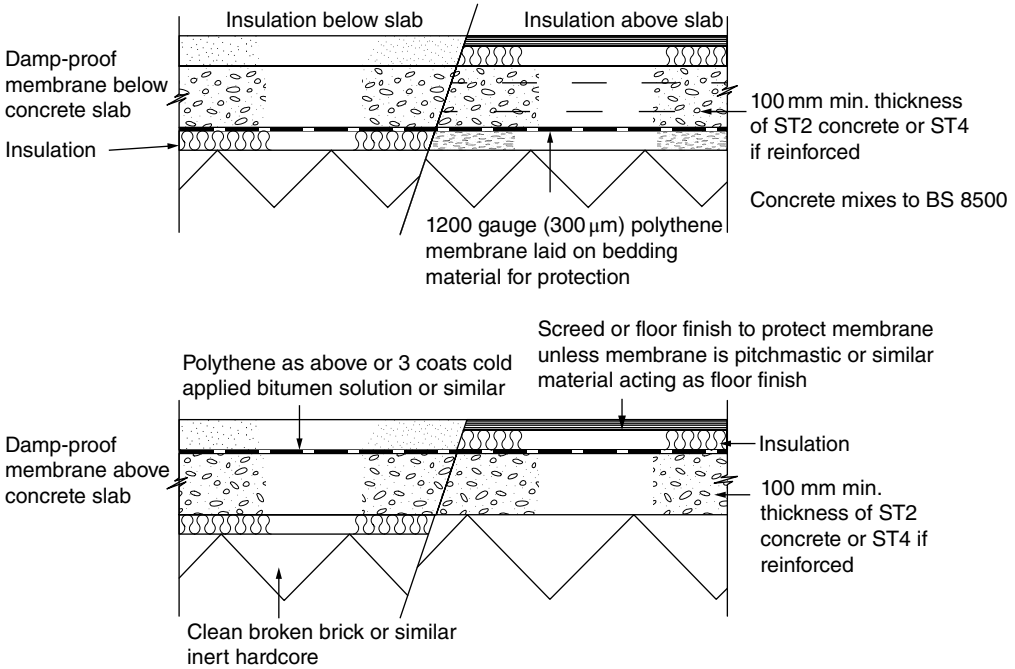 Insulation below slab
Insulation above slab
Damp-proof
membrane below
concrete slab
Insulation
100 mm min. thickness
of ST2 concrete or ST4
if reinforced
Concrete mixes to BS 8500
1200 gauge (300 μm) polythene
membrane laid on bedding
material for protection
Screed or floor finish to protect membrane
unless membrane is pitchmastic or similar
material acting as floor finish
Polythene as above or 3 coats cold
applied bitumen solution or similar
Damp-proof
membrane above
concrete slab
Insulation
100 mm min.
thickness of ST2
concrete or ST4 if
reinforced
Clean broken brick or similar
inert hardcore